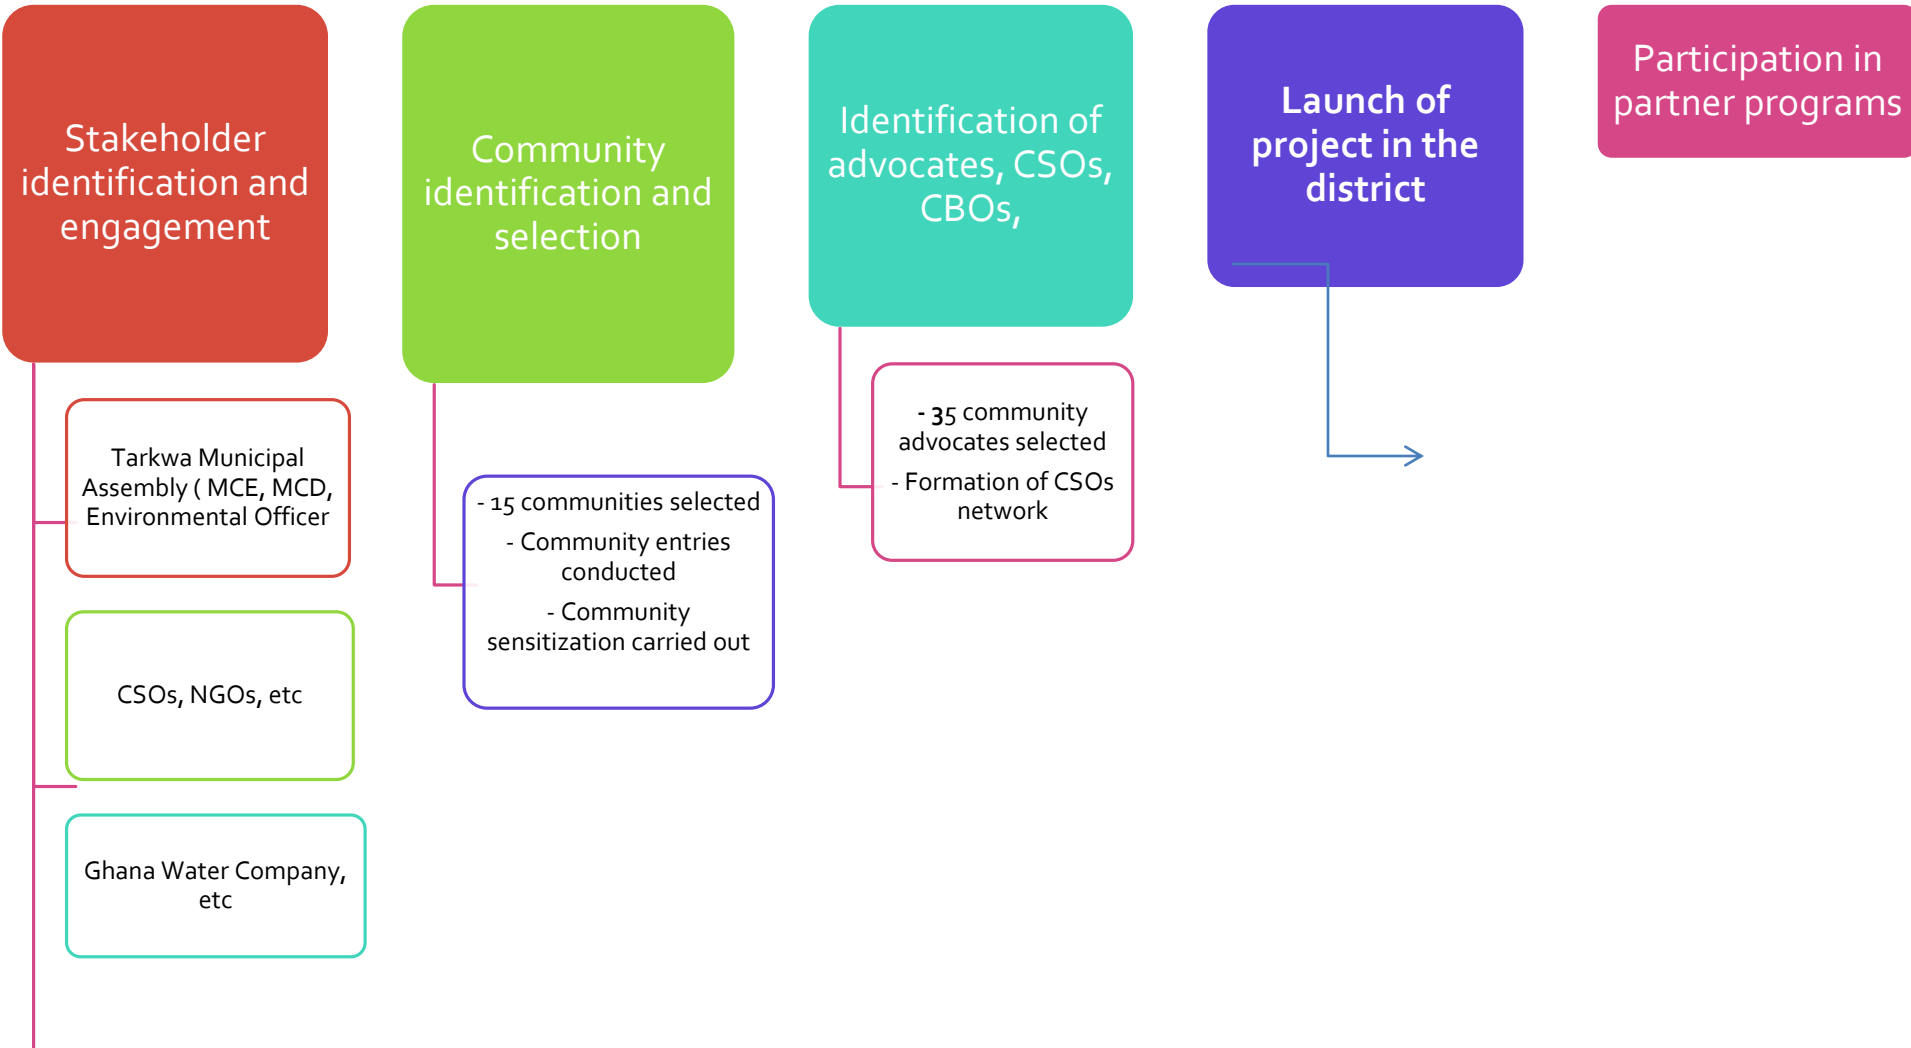 Stakeholder
identification and
engagement
Tarkwa Municipal
Assembly ( MCE, MCD,
Environmental Officer
CSOs, NGOs, etc
Ghana Water Company,
etc
Community
identification and
selection
- 15 communities selected
- Community entries
conducted
- Community
sensitization carried out
Identification of
advocates, CSOs,
CBOs,
- 35 community
advocates selected
- Formation of CSOs
network
Launch of
project in the
district
Participation in
partner programs